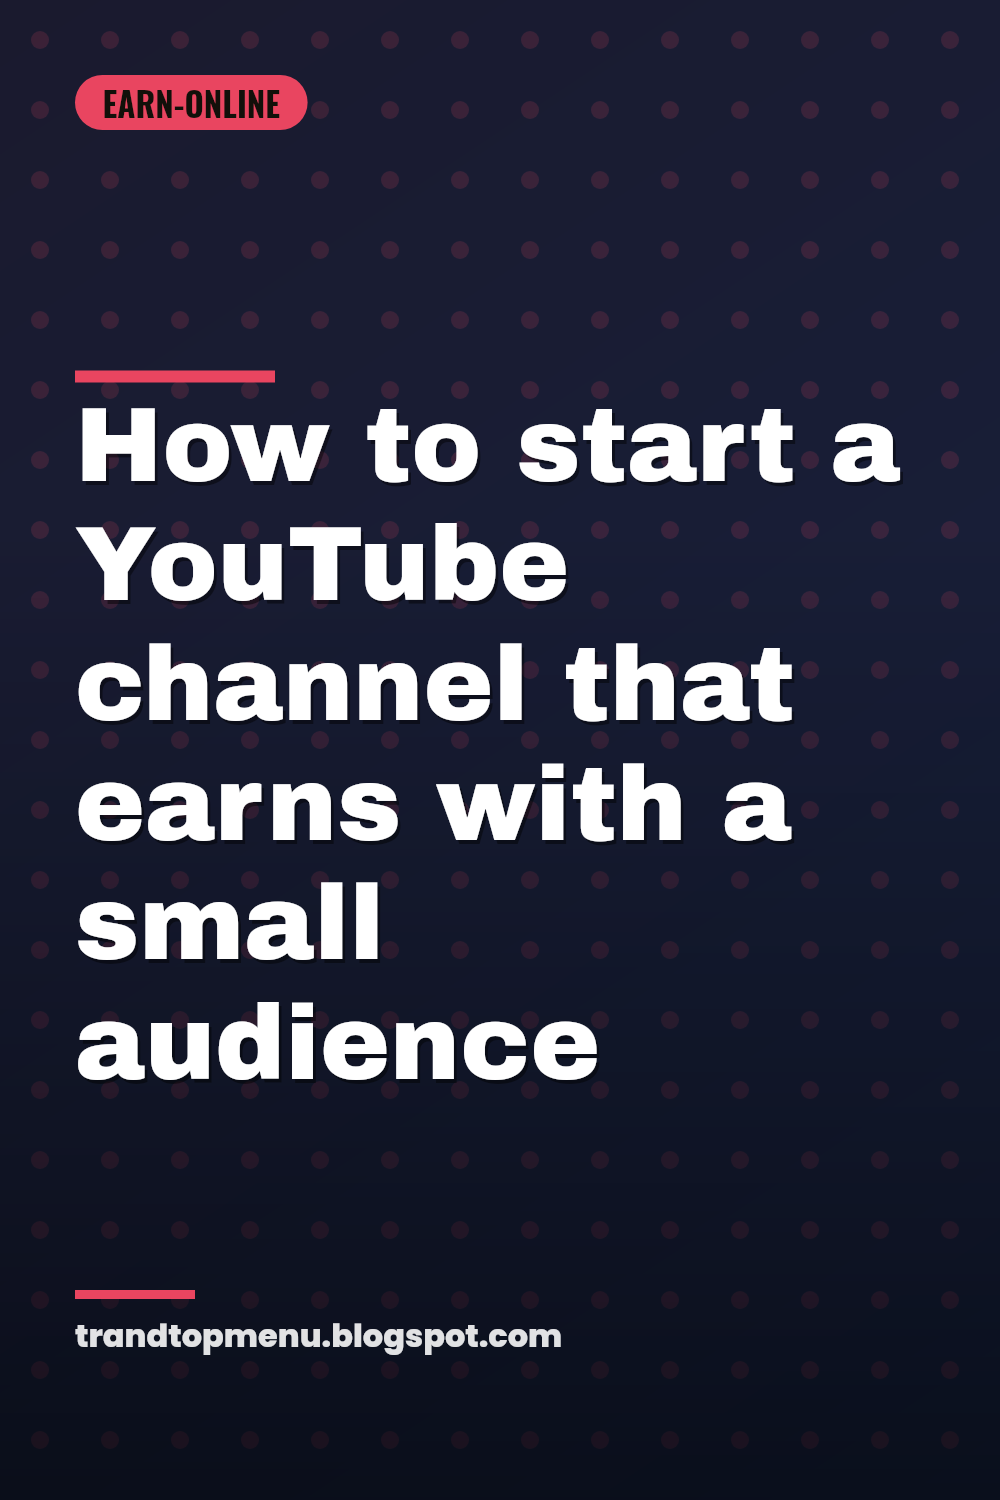 EARN-ONLINE
How to start a
YouTube
channel that
earns with a
small
audience
trandtopmenu.blogspot.com